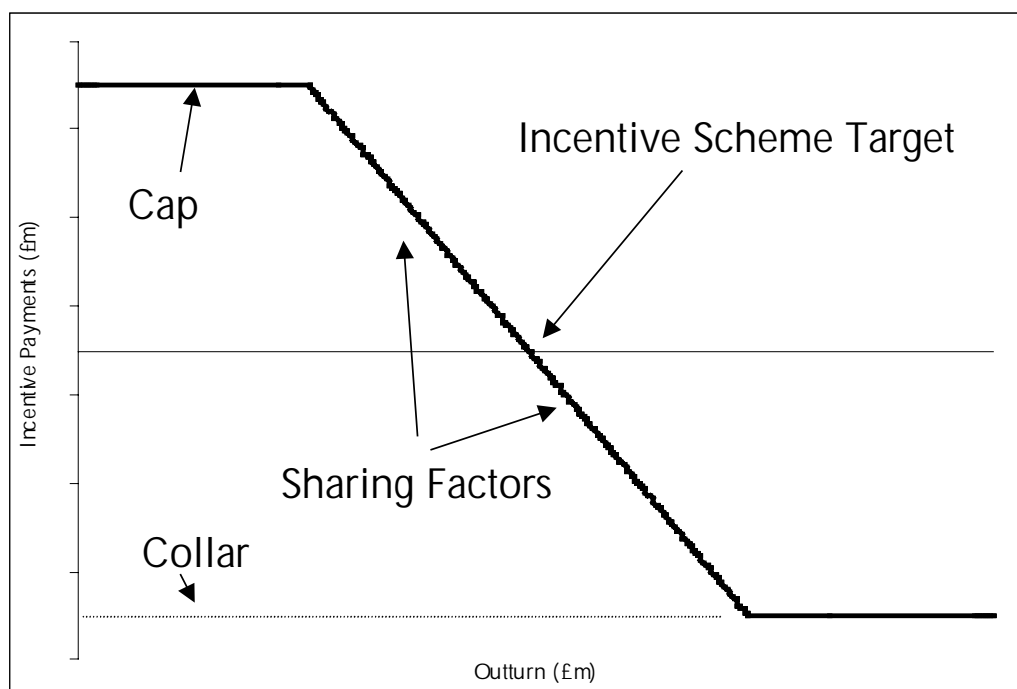 Incentive Scheme Target
Cap
Incentive Payments (£m)
Sharing Factors
Collar
Outturn (£m)